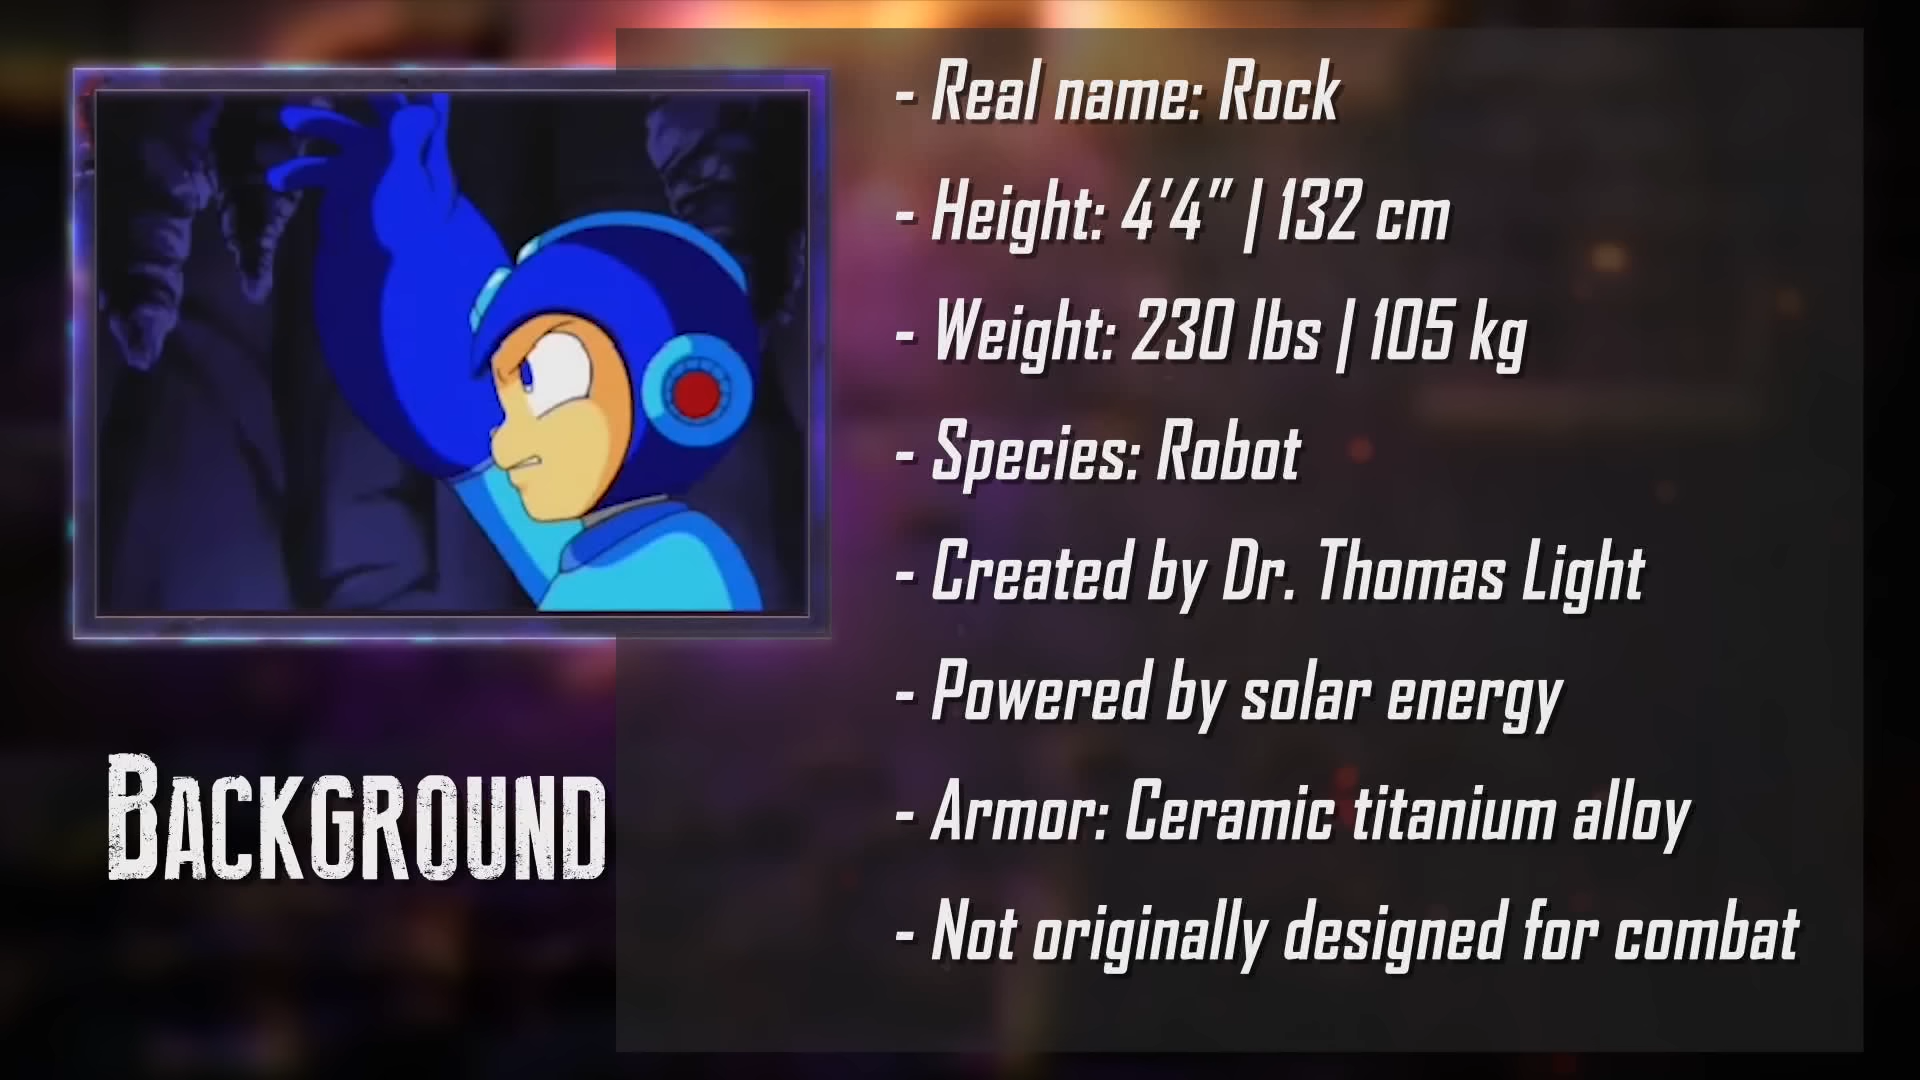 - Real name: Rock
- Height: 4'4" | 132 cm
- Weight: 230 lbs | 105 kg
- Species: Robot
- Created by Dr. Thomas Light
- Powered by solar energy
- Armor: Ceramic titanium alloy
- Not originally designed for combat
Background